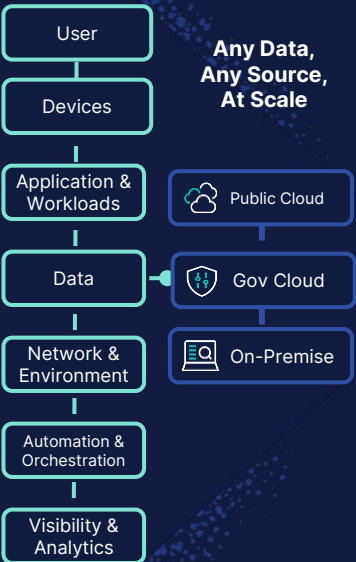 User
Devices
Any Data,
Any Source,
At Scale
Application &
Workloads
Public Cloud
Data
Gov Cloud
Network &
Environment
On-Premise
Automation &
Orchestration
Visibility &
Analytics